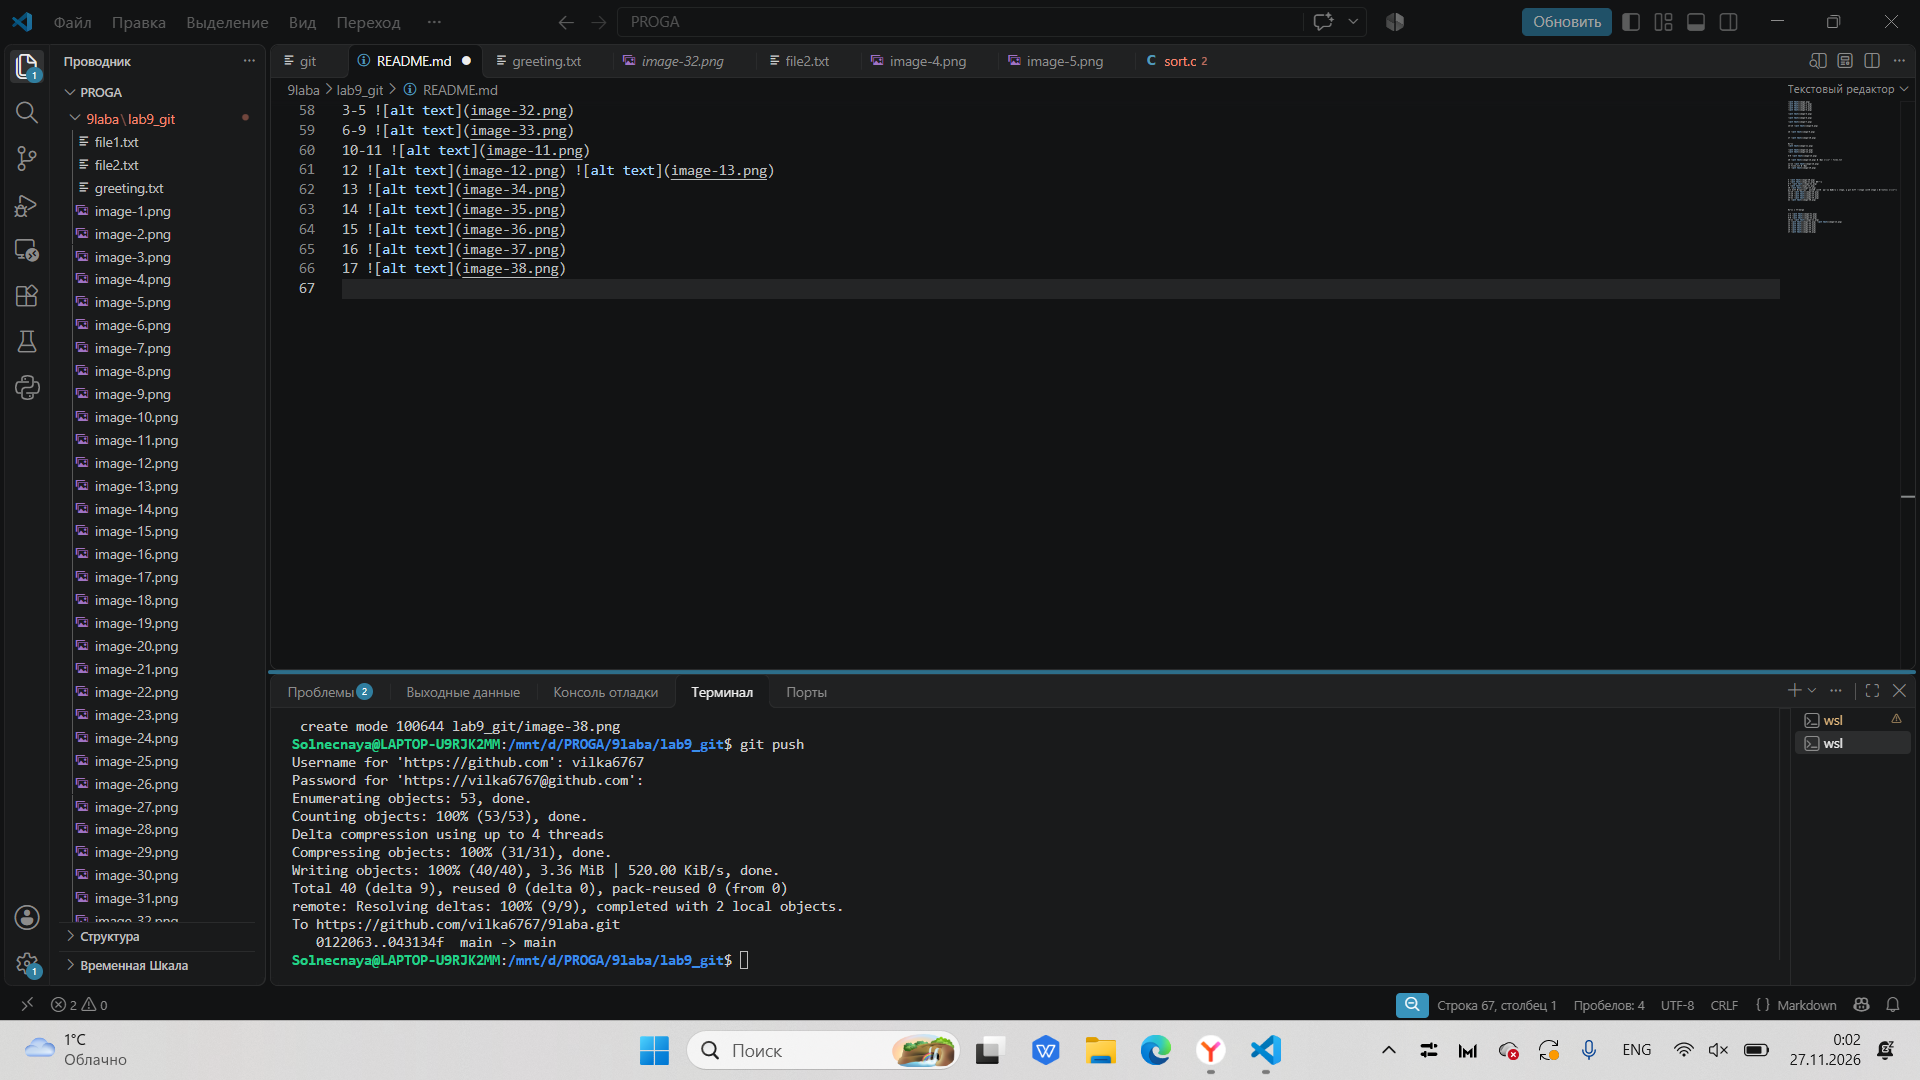 Файл Правка Выделение Вид Переход ···
PROGA
Обновить
Проводник
PROGA
9laba\lab9_git
file1.txt
file2.txt
greeting.txt
image-1.png
image-2.png
image-3.png
image-4.png
image-5.png
image-6.png
image-7.png
image-8.png
image-9.png
image-10.png
image-11.png
image-12.png
image-13.png
image-14.png
image-15.png
image-16.png
image-17.png
image-18.png
image-19.png
image-20.png
image-21.png
image-22.png
image-23.png
image-24.png
image-25.png
image-26.png
image-27.png
image-28.png
image-29.png
image-30.png
image-31.png
image-32.png
Структура
Временная Шкала
1
1
git README.md greeting.txt image-32.png file2.txt image-4.png image-5.png C sort.c 2
9laba > lab9_git > README.md
Текстовый редактор
58 3-5 ![alt text](image-32.png)
59 6-9 ![alt text](image-33.png)
60 10-11 ![alt text](image-11.png)
61 12 ![alt text](image-12.png) ![alt text](image-13.png)
62 13 ![alt text](image-34.png)
63 14 ![alt text](image-35.png)
64 15 ![alt text](image-36.png)
65 16 ![alt text](image-37.png)
66 17 ![alt text](image-38.png)
67
Проблемы 2 Выходные данные Консоль отладки Терминал Порты
create mode 100644 lab9_git/image-38.png
Solnecnaya@LAPTOP-U9RJK2MM:/mnt/d/PROGA/9laba/lab9_git$ git push
Username for 'https://github.com': vilka6767
Password for 'https://vilka6767@github.com':
Enumerating objects: 53, done.
Counting objects: 100% (53/53), done.
Delta compression using up to 4 threads
Compressing objects: 100% (31/31), done.
Writing objects: 100% (40/40), 3.36 MiB | 520.00 KiB/s, done.
Total 40 (delta 9), reused 0 (delta 0), pack-reused 0 (from 0)
remote: Resolving deltas: 100% (9/9), completed with 2 local objects.
To https://github.com/vilka6767/9laba.git
0122063..043134f main -> main
Solnecnaya@LAPTOP-U9RJK2MM:/mnt/d/PROGA/9laba/lab9_git$
wsl
wsl
2 0
Строка 67, столбец 1 Пробелов: 4 UTF-8 CRLF {} Markdown
1°C
Облачно
Поиск
ENG
0:02
27.11.2026